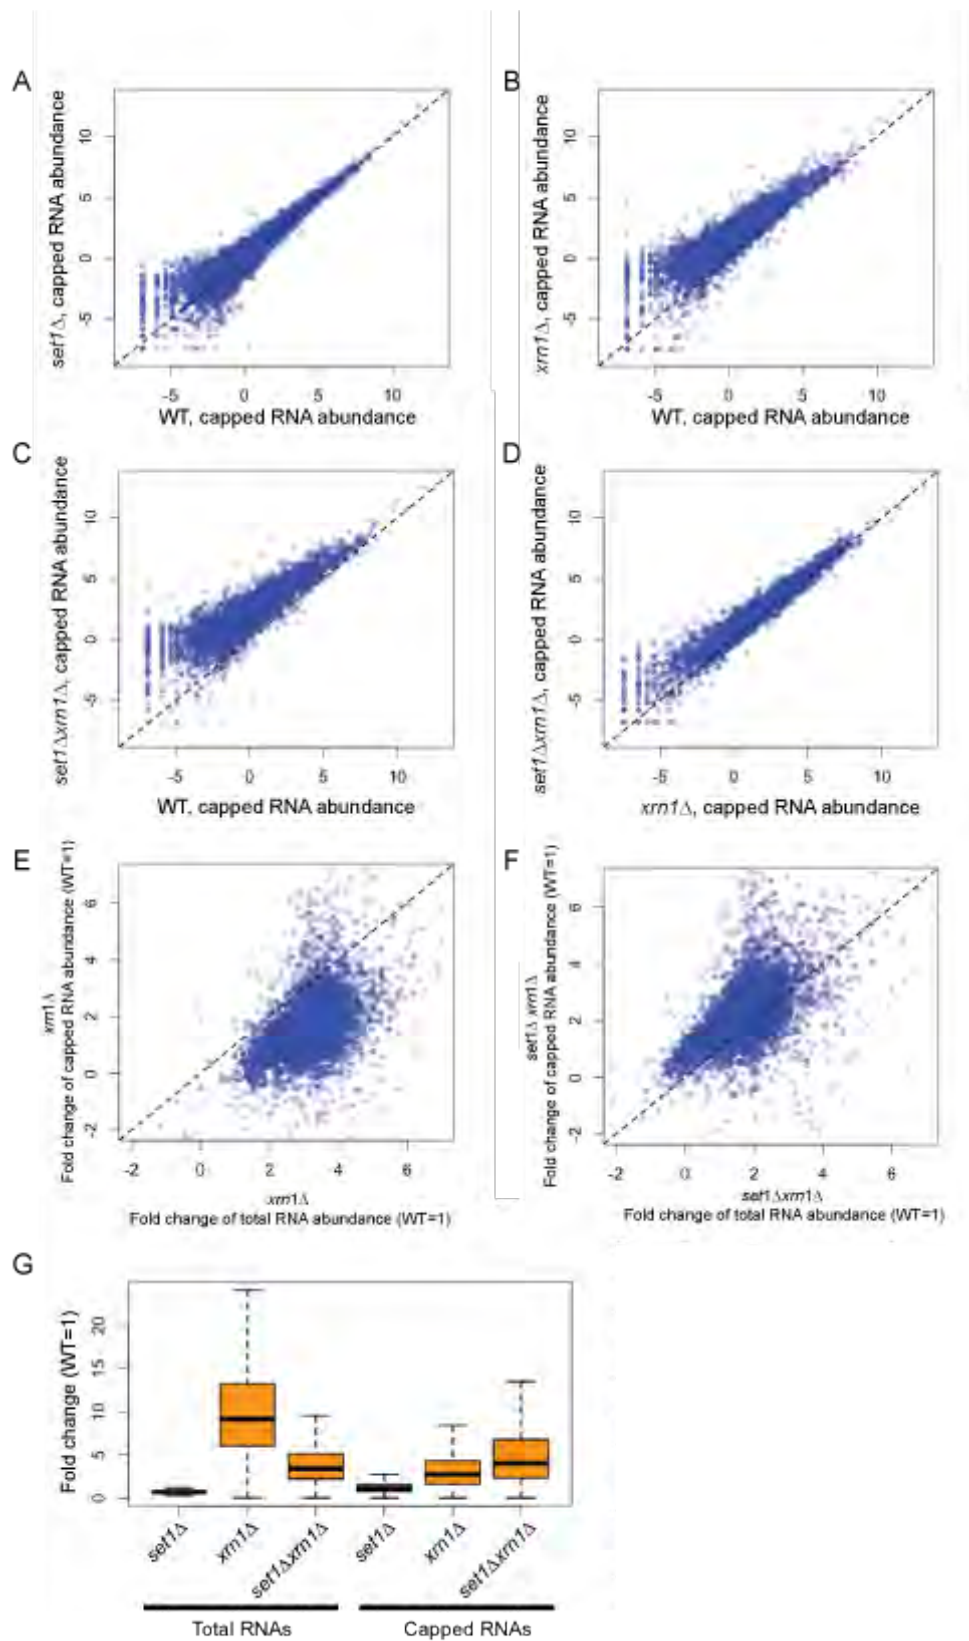 A
B
set1Δ, capped RNA abundance
10
5
0
-5
-5 0 5 10
WT, capped RNA abundance
xrn1Δ, capped RNA abundance
10
5
0
-5
-5 0 5 10
WT, capped RNA abundance
C
D
set1Δxrn1Δ, capped RNA abundance
10
5
0
-5
-5 0 5 10
WT, capped RNA abundance
set1Δxrn1Δ, capped RNA abundance
10
5
0
-5
-5 0 5 10
xrn1Δ, capped RNA abundance
E
F
xrn1Δ
Fold change of capped RNA abundance (WT=1)
6
4
2
0
-2
-2 0 2 4 6
xrn1Δ
Fold change of total RNA abundance (WT=1)
set1Δxrn1Δ
Fold change of capped RNA abundance (WT=1)
6
4
2
0
-2
-2 0 2 4 6
set1Δxrn1Δ
Fold change of total RNA abundance (WT=1)
G
Fold change (WT=1)
20
15
10
5
0
set1Δ
xrn1Δ
set1Δxrn1Δ
set1Δ
xrn1Δ
set1Δxrn1Δ
Total RNAs
Capped RNAs